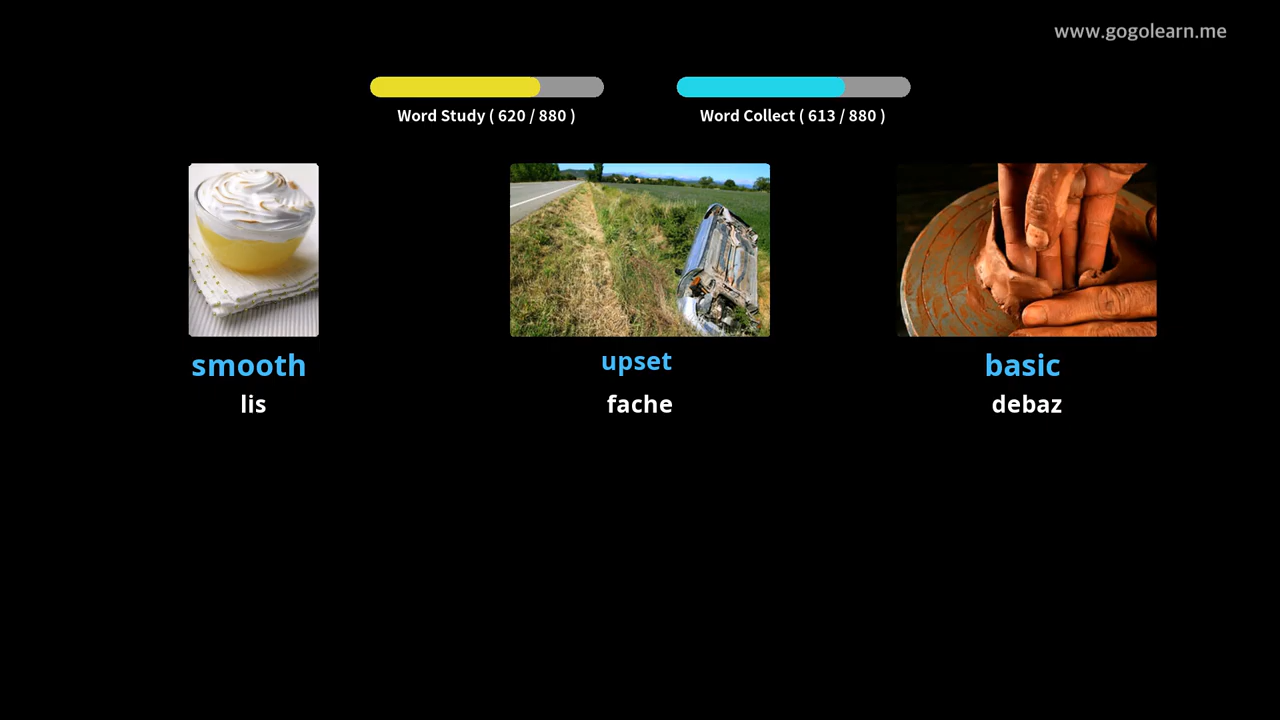 www.gogolearn.me
Word Study ( 620 / 880 )
Word Collect ( 613 / 880 )
smooth
lis
upset
fache
basic
debaz